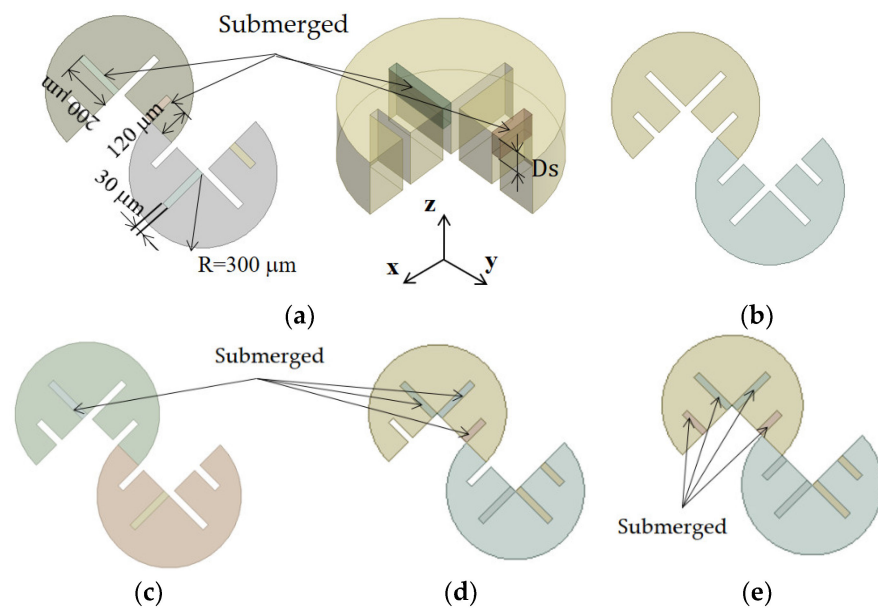 Submerged
200 μm
120 μm
30 μm
R=300 μm
Ds
z
x
y
(a)
(b)
Submerged
Submerged
(c)
(d)
(e)